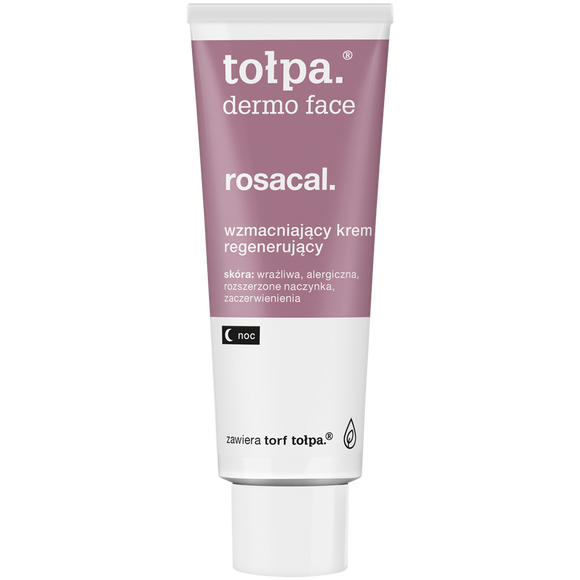 tołpa.®
dermo face
rosacal.
wzmacniający krem
regenerujący
skóra: wrażliwa, alergiczna,
rozszerzone naczynka,
zaczerwienienia
noc
zawiera torf tołpa.®